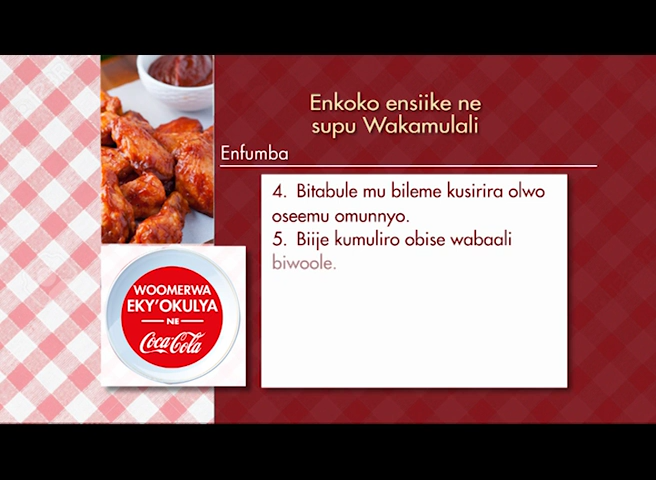 Enkoko ensiike ne
supu Wakamulali
Enfumba
4. Bitabule mu bileme kusirira olwo
oseemu omunnyo.
5. Biije kumuliro obise wabaali
biwoole.
WOOMERWA
EKY'OKULYA
NE
Coca-Cola